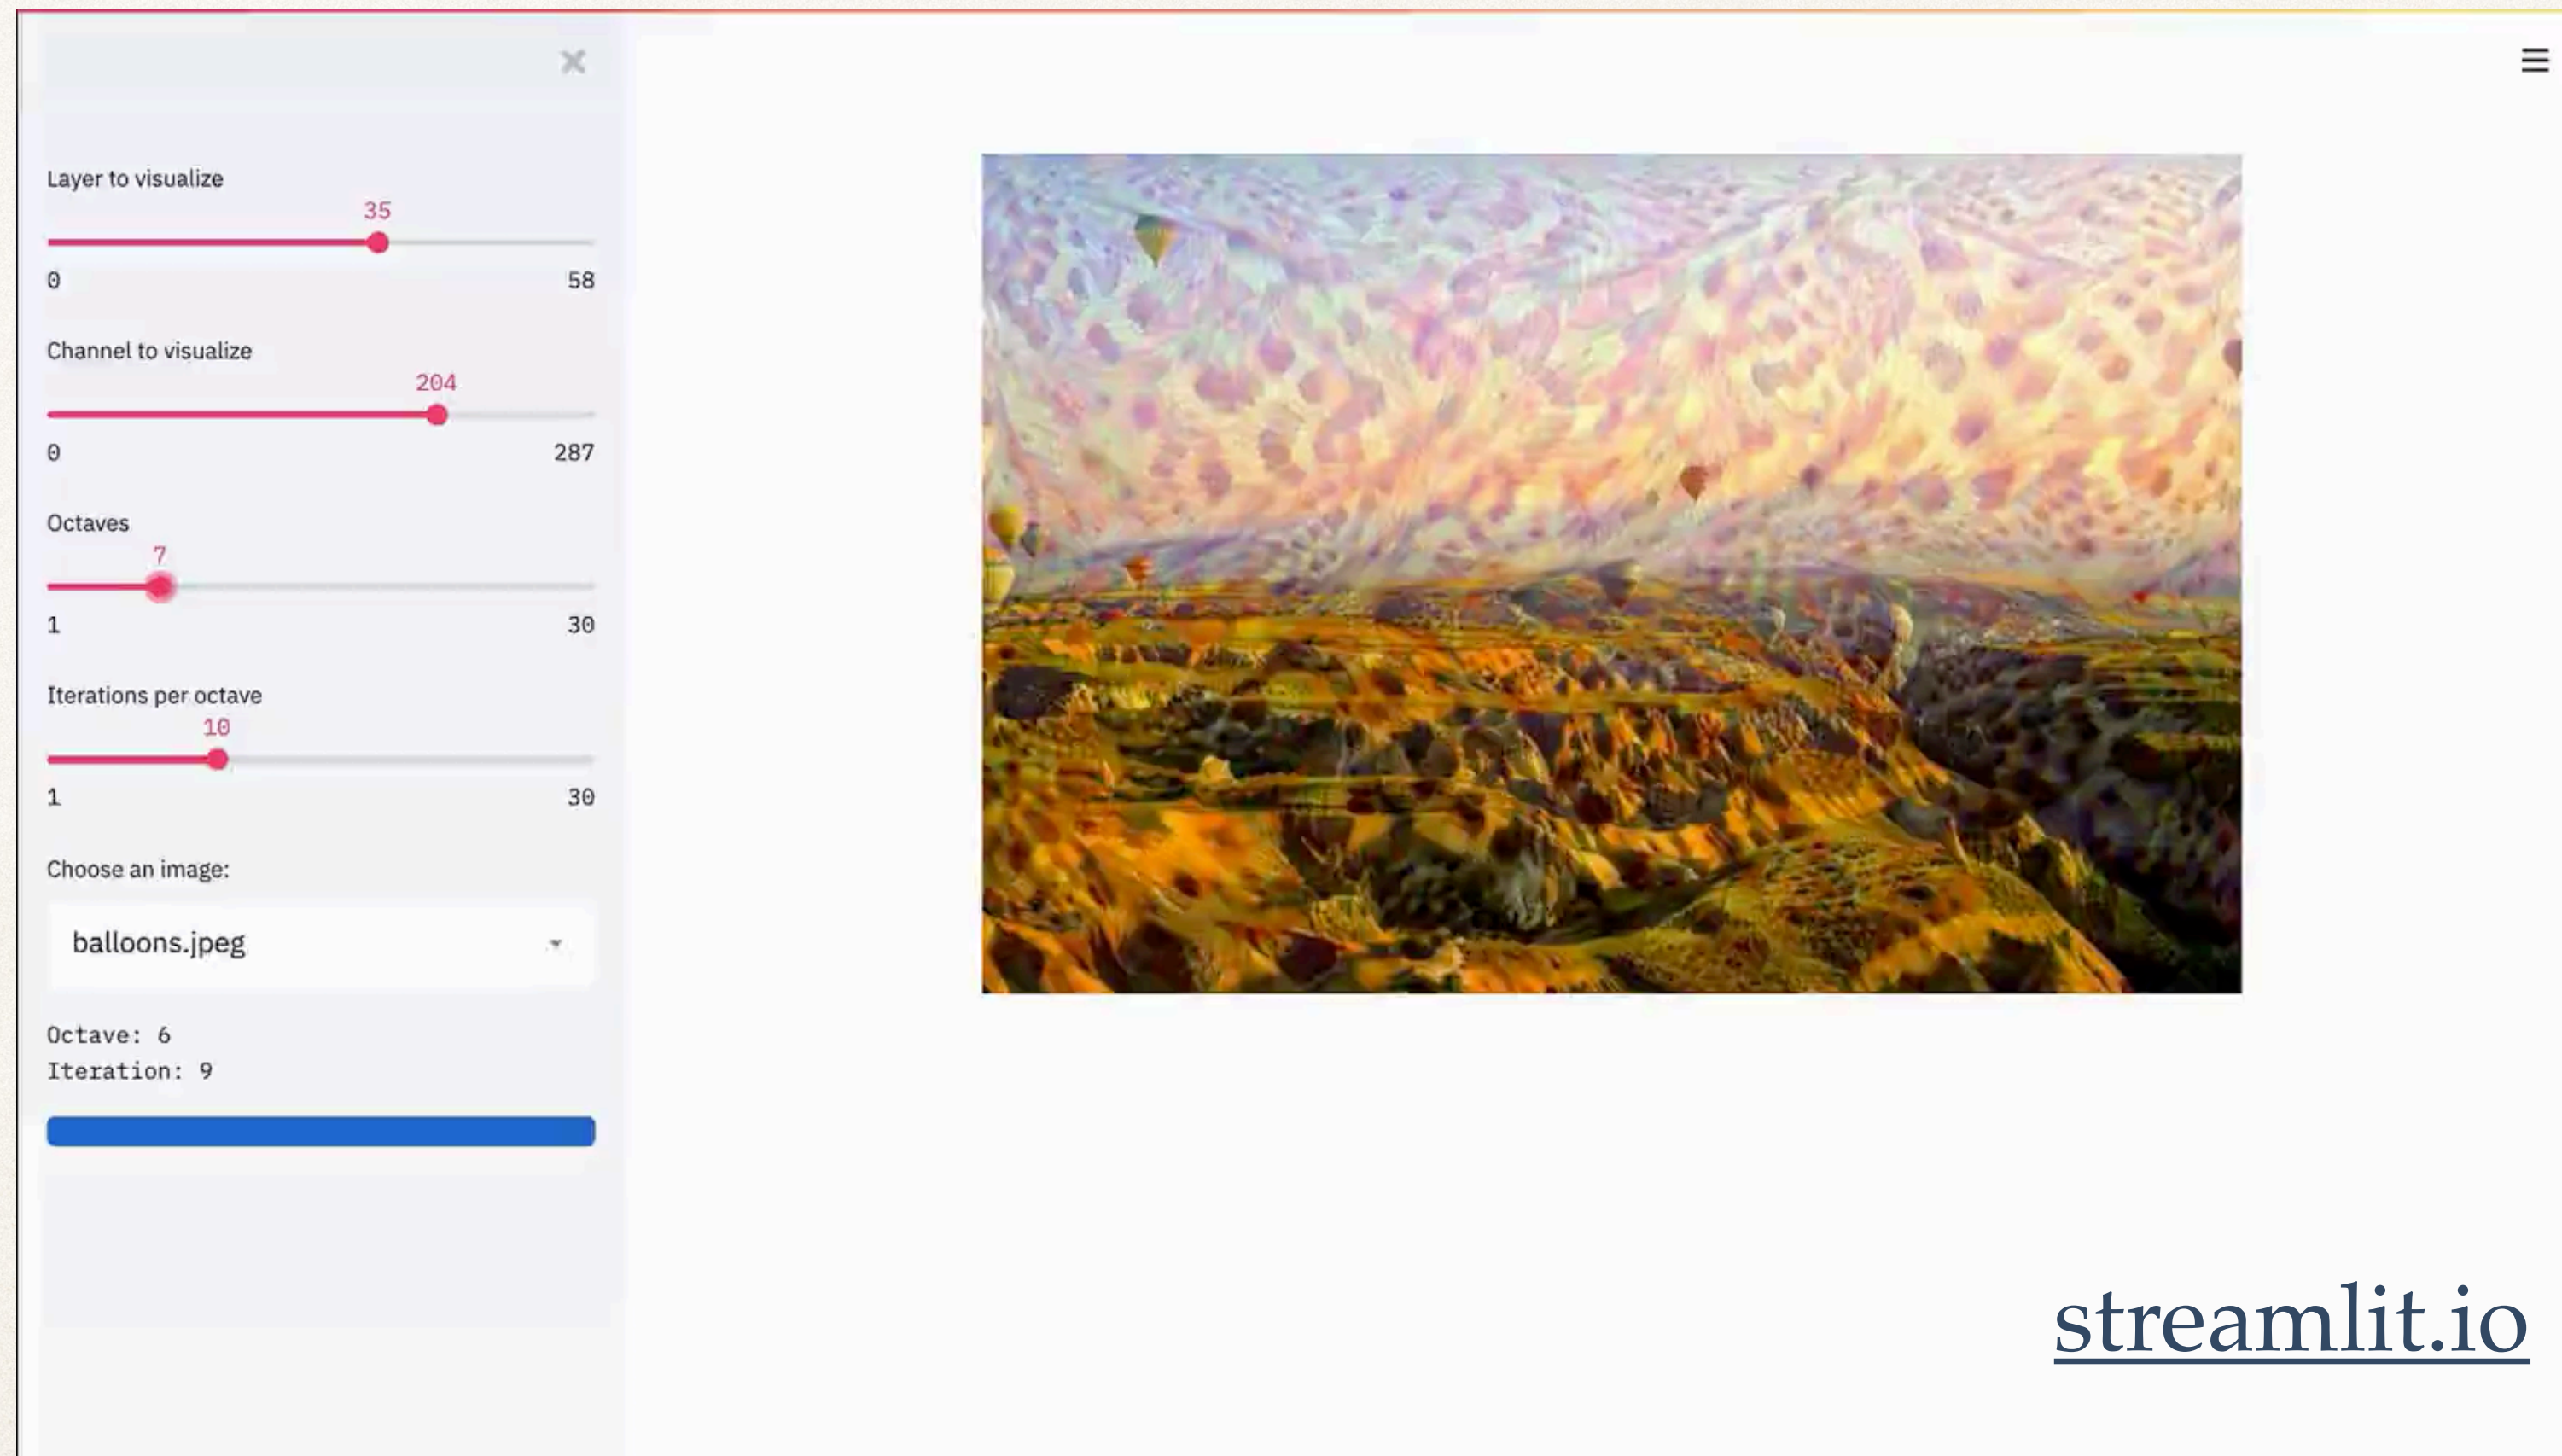 Layer to visualize
35
0 58
Channel to visualize
204
0 287
Octaves
7
1 30
Iterations per octave
10
1 30
Choose an image:
balloons.jpeg
Octave: 6
Iteration: 9
streamlit.io